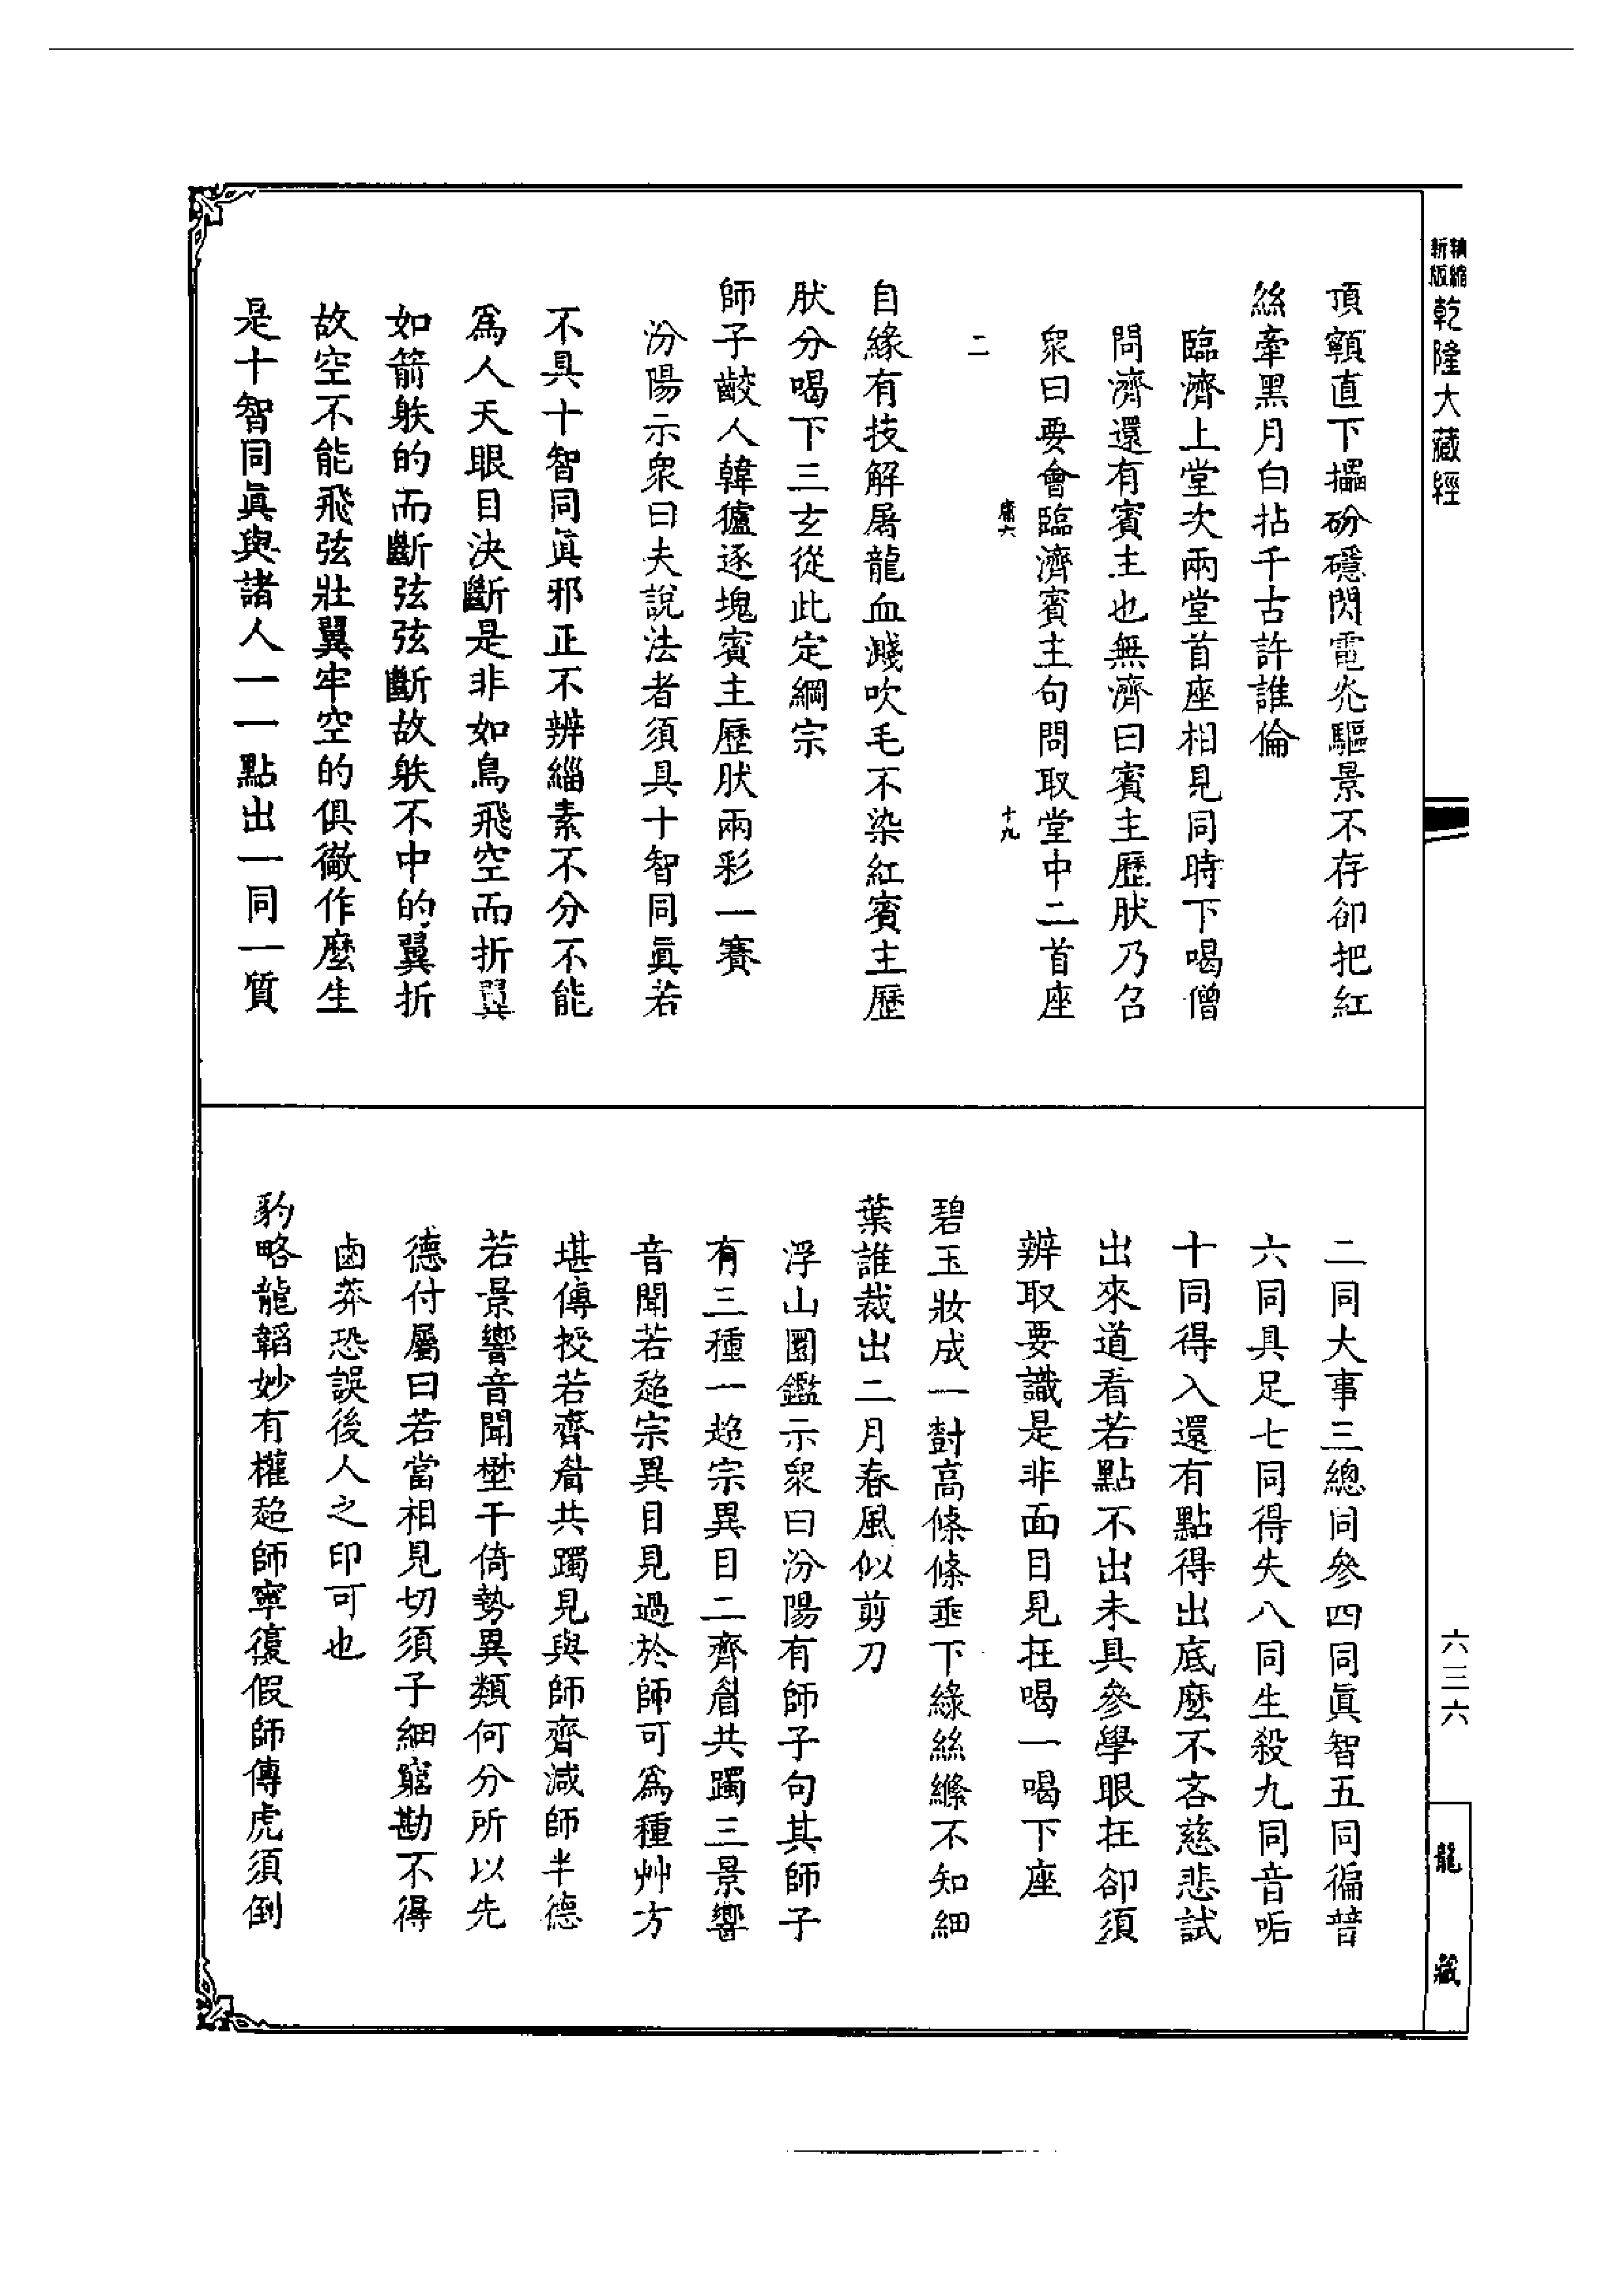 精縮新版乾隆大藏經
頂𩕳直下攂砏磤閃電光驅景不存卻把紅
絲牽黑月白拈千古許誰倫
臨濟上堂次兩堂首座相見同時下喝僧
問濟還有賓主也無濟曰賓主歷肰乃召
眾曰要會臨濟賓主句問取堂中二首座
庸六 十九
二
自緣有技解屠龍血濺吹毛不染紅賓主歷
肰分喝下三玄從此定綱宗
師子齩人韓獹逐塊賓主歷肰兩彩一賽
汾陽示眾曰夫說法者須具十智同眞若
不具十智同眞邪正不辨緇素不分不能
爲人天眼目決斷是非如鳥飛空而折翼
如箭躲的而斷弦弦斷故躲不中的翼折
故空不能飛弦壯翼牢空的俱徹作麼生
是十智同眞與諸人一一點出一同一質
二同大事三總同參四同眞智五同徧普
六同具足七同得失八同生殺九同音吼
十同得入還有點得出底麼不吝慈悲試
出來道看若點不出未具參學眼在卻須
辨取要識是非面目見在喝一喝下座
碧玉妝成一樹高條條垂下綠絲絛不知細
葉誰裁出二月春風似剪刀
浮山圓鑑示眾曰汾陽有師子句其師子
有三種一超宗異目二齊眉共躅三景響
音聞若超宗異目見過於師可爲種艸方
堪傳授若齊眉共躅見與師齊減師半德
若景響音聞埜干倚勢異類何分所以先
德付屬曰若當相見切須子細窮勘不得
鹵莽恐誤後人之印可也
豹略龍韜妙有權超師寧復假師傳虎須倒
六三六
龍藏